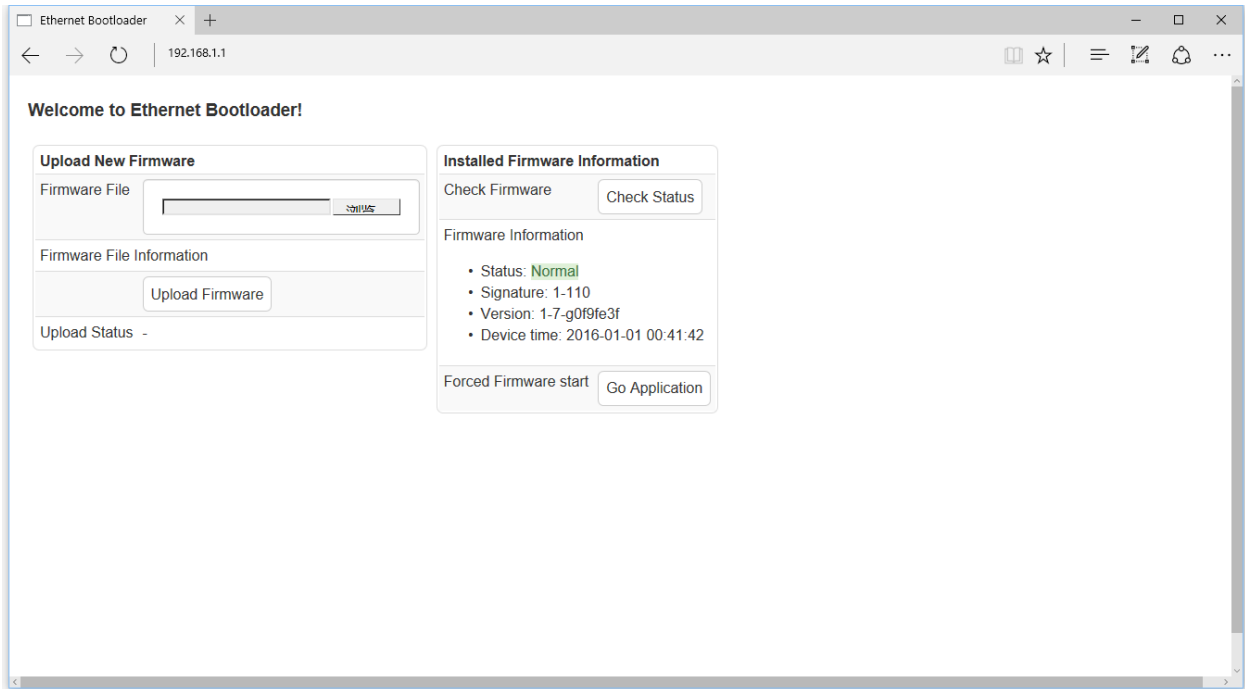 Ethernet Bootloader
192.168.1.1
Welcome to Ethernet Bootloader!
Upload New Firmware
Firmware File
浏览
Firmware File Information
Upload Firmware
Upload Status -
Installed Firmware Information
Check Firmware
Check Status
Firmware Information
• Status: Normal
• Signature: 1-110
• Version: 1-7-g0f9fe3f
• Device time: 2016-01-01 00:41:42
Forced Firmware start
Go Application